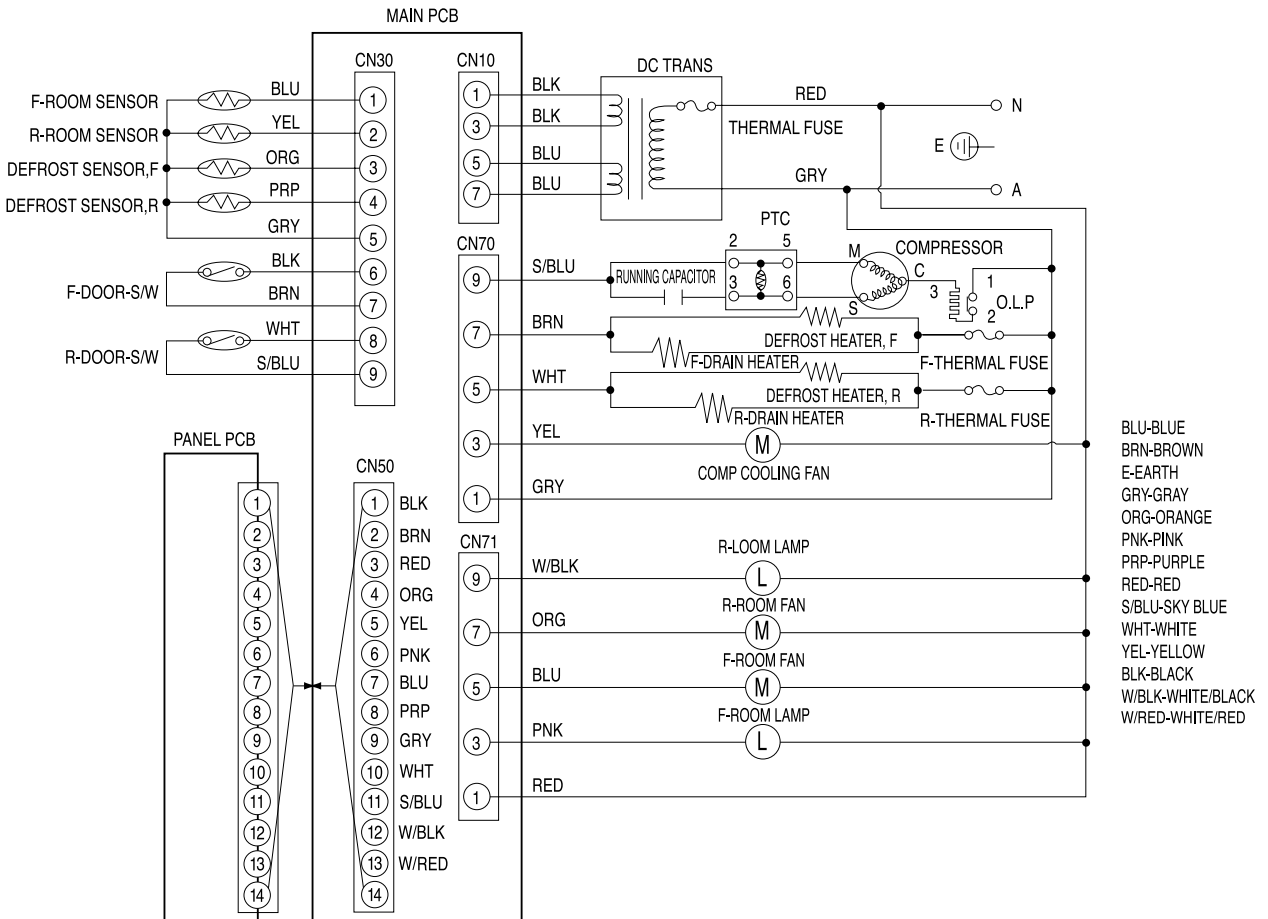 MAIN PCB
CN30
CN10
DC TRANS
F-ROOM SENSOR
BLU
1
R-ROOM SENSOR
YEL
2
DEFROST SENSOR,F
ORG
3
DEFROST SENSOR,R
PRP
4
GRY
5
BLK
6
F-DOOR-S/W
BRN
7
WHT
8
R-DOOR-S/W
S/BLU
9
1
BLK
3
BLK
5
BLU
7
BLU
RED
THERMAL FUSE
GRY
N
E
A
CN70
9
S/BLU
RUNNING CAPACITOR
PTC
2
5
3
6
M
S
C
COMPRESSOR
3
1
2
O.L.P
7
BRN
DEFROST HEATER, F
F-DRAIN HEATER
F-THERMAL FUSE
5
WHT
DEFROST HEATER, R
R-DRAIN HEATER
R-THERMAL FUSE
3
YEL
M
COMP COOLING FAN
1
GRY
CN71
R-LOOM LAMP
9
W/BLK
L
R-ROOM FAN
7
ORG
M
F-ROOM FAN
5
BLU
M
F-ROOM LAMP
3
PNK
L
1
RED
PANEL PCB
1
2
3
4
5
6
7
8
9
10
11
12
13
14
CN50
1 BLK
2 BRN
3 RED
4 ORG
5 YEL
6 PNK
7 BLU
8 PRP
9 GRY
10 WHT
11 S/BLU
12 W/BLK
13 W/RED
14
BLU-BLUE
BRN-BROWN
E-EARTH
GRY-GRAY
ORG-ORANGE
PNK-PINK
PRP-PURPLE
RED-RED
S/BLU-SKY BLUE
WHT-WHITE
YEL-YELLOW
BLK-BLACK
W/BLK-WHITE/BLACK
W/RED-WHITE/RED